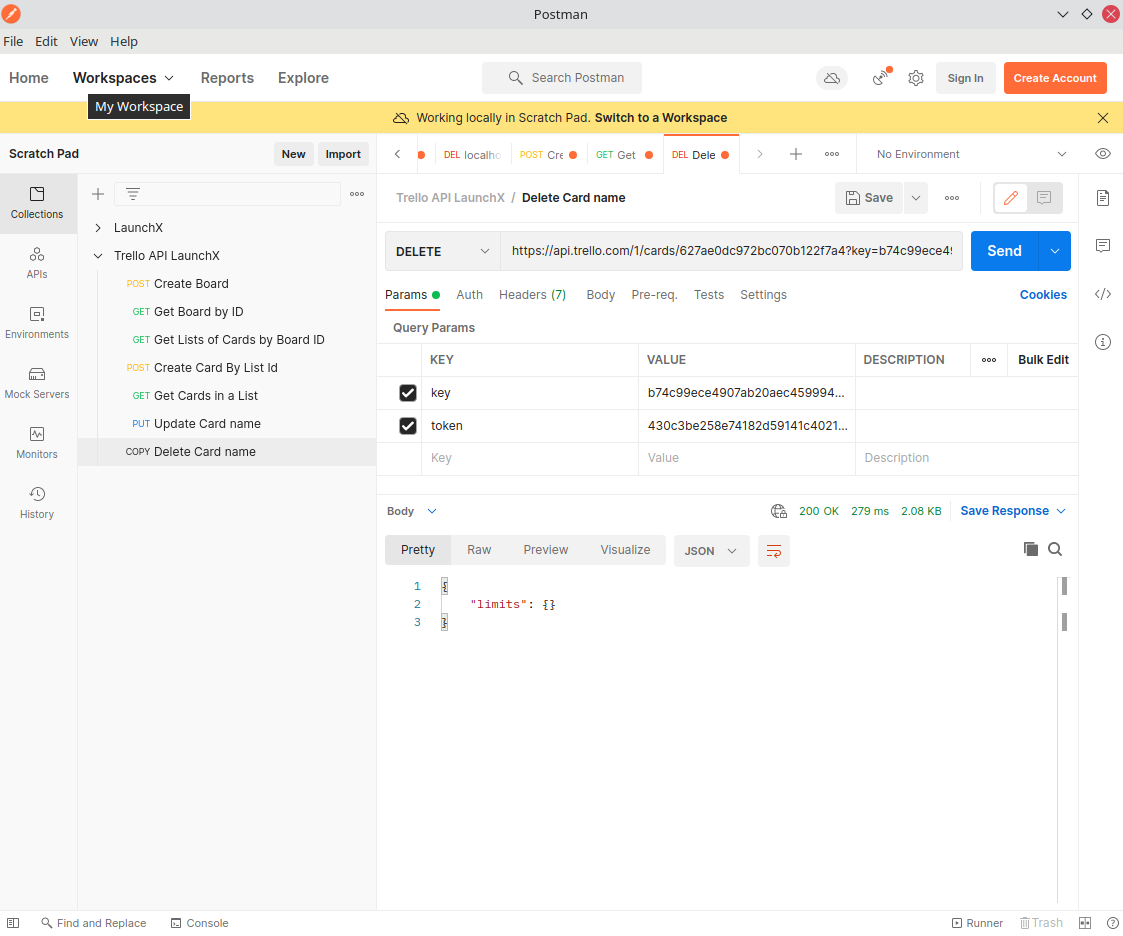 Postman
File Edit View Help
Home Workspaces Reports Explore Search Postman Sign In Create Account
My Workspace
Working locally in Scratch Pad. Switch to a Workspace
Scratch Pad New Import
DEL localho POST Cre GET Get DEL Dele No Environment
Collections
APIs
Environments
Mock Servers
Monitors
History
LaunchX
Trello API LaunchX
POST Create Board
GET Get Board by ID
GET Get Lists of Cards by Board ID
POST Create Card By List Id
GET Get Cards in a List
PUT Update Card name
COPY Delete Card name
Trello API LaunchX / Delete Card name Save
DELETE https://api.trello.com/1/cards/627ae0dc972bc070b122f7a4?key=b74c99ece49 Send
Params Auth Headers (7) Body Pre-req. Tests Settings Cookies
Query Params
KEY VALUE DESCRIPTION Bulk Edit
key b74c99ece4907ab20aec459994...
token 430c3be258e74182d59141c4021...
Key Value Description
Body 200 OK 279 ms 2.08 KB Save Response
Pretty Raw Preview Visualize JSON
1 {
2 "limits": {}
3 }
Find and Replace Console Runner Trash